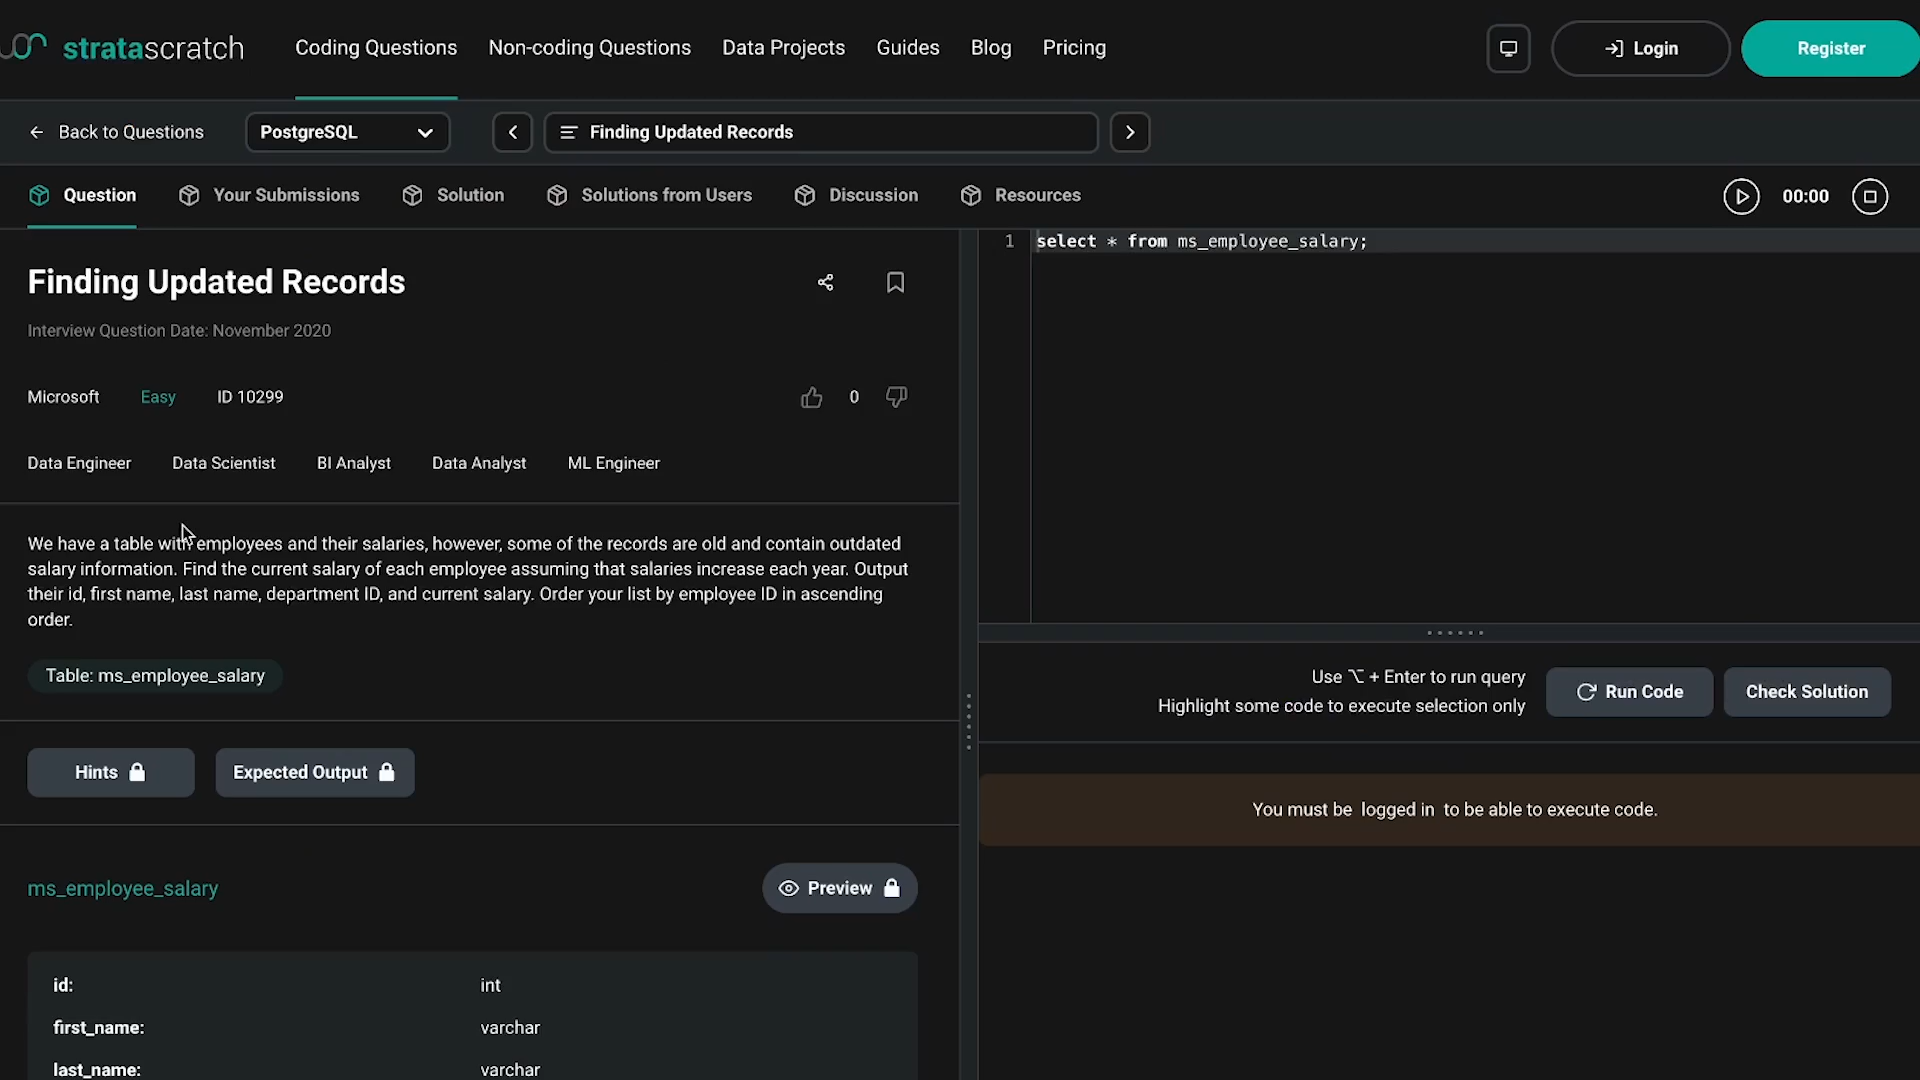 stratascratch
Coding Questions
Non-coding Questions
Data Projects
Guides
Blog
Pricing
Login
Register
Back to Questions
PostgreSQL
Finding Updated Records
Question
Your Submissions
Solution
Solutions from Users
Discussion
Resources
00:00
Finding Updated Records
Interview Question Date: November 2020
Microsoft
Easy
ID 10299
0
Data Engineer
Data Scientist
BI Analyst
Data Analyst
ML Engineer
We have a table with employees and their salaries, however, some of the records are old and contain outdated
salary information. Find the current salary of each employee assuming that salaries increase each year. Output
their id, first name, last name, department ID, and current salary. Order your list by employee ID in ascending
order.
Table: ms_employee_salary
Hints
Expected Output
ms_employee_salary
Preview
id: int
first_name: varchar
last_name: varchar
1 select * from ms_employee_salary;
Use ⌥ + Enter to run query
Highlight some code to execute selection only
Run Code
Check Solution
You must be logged in to be able to execute code.